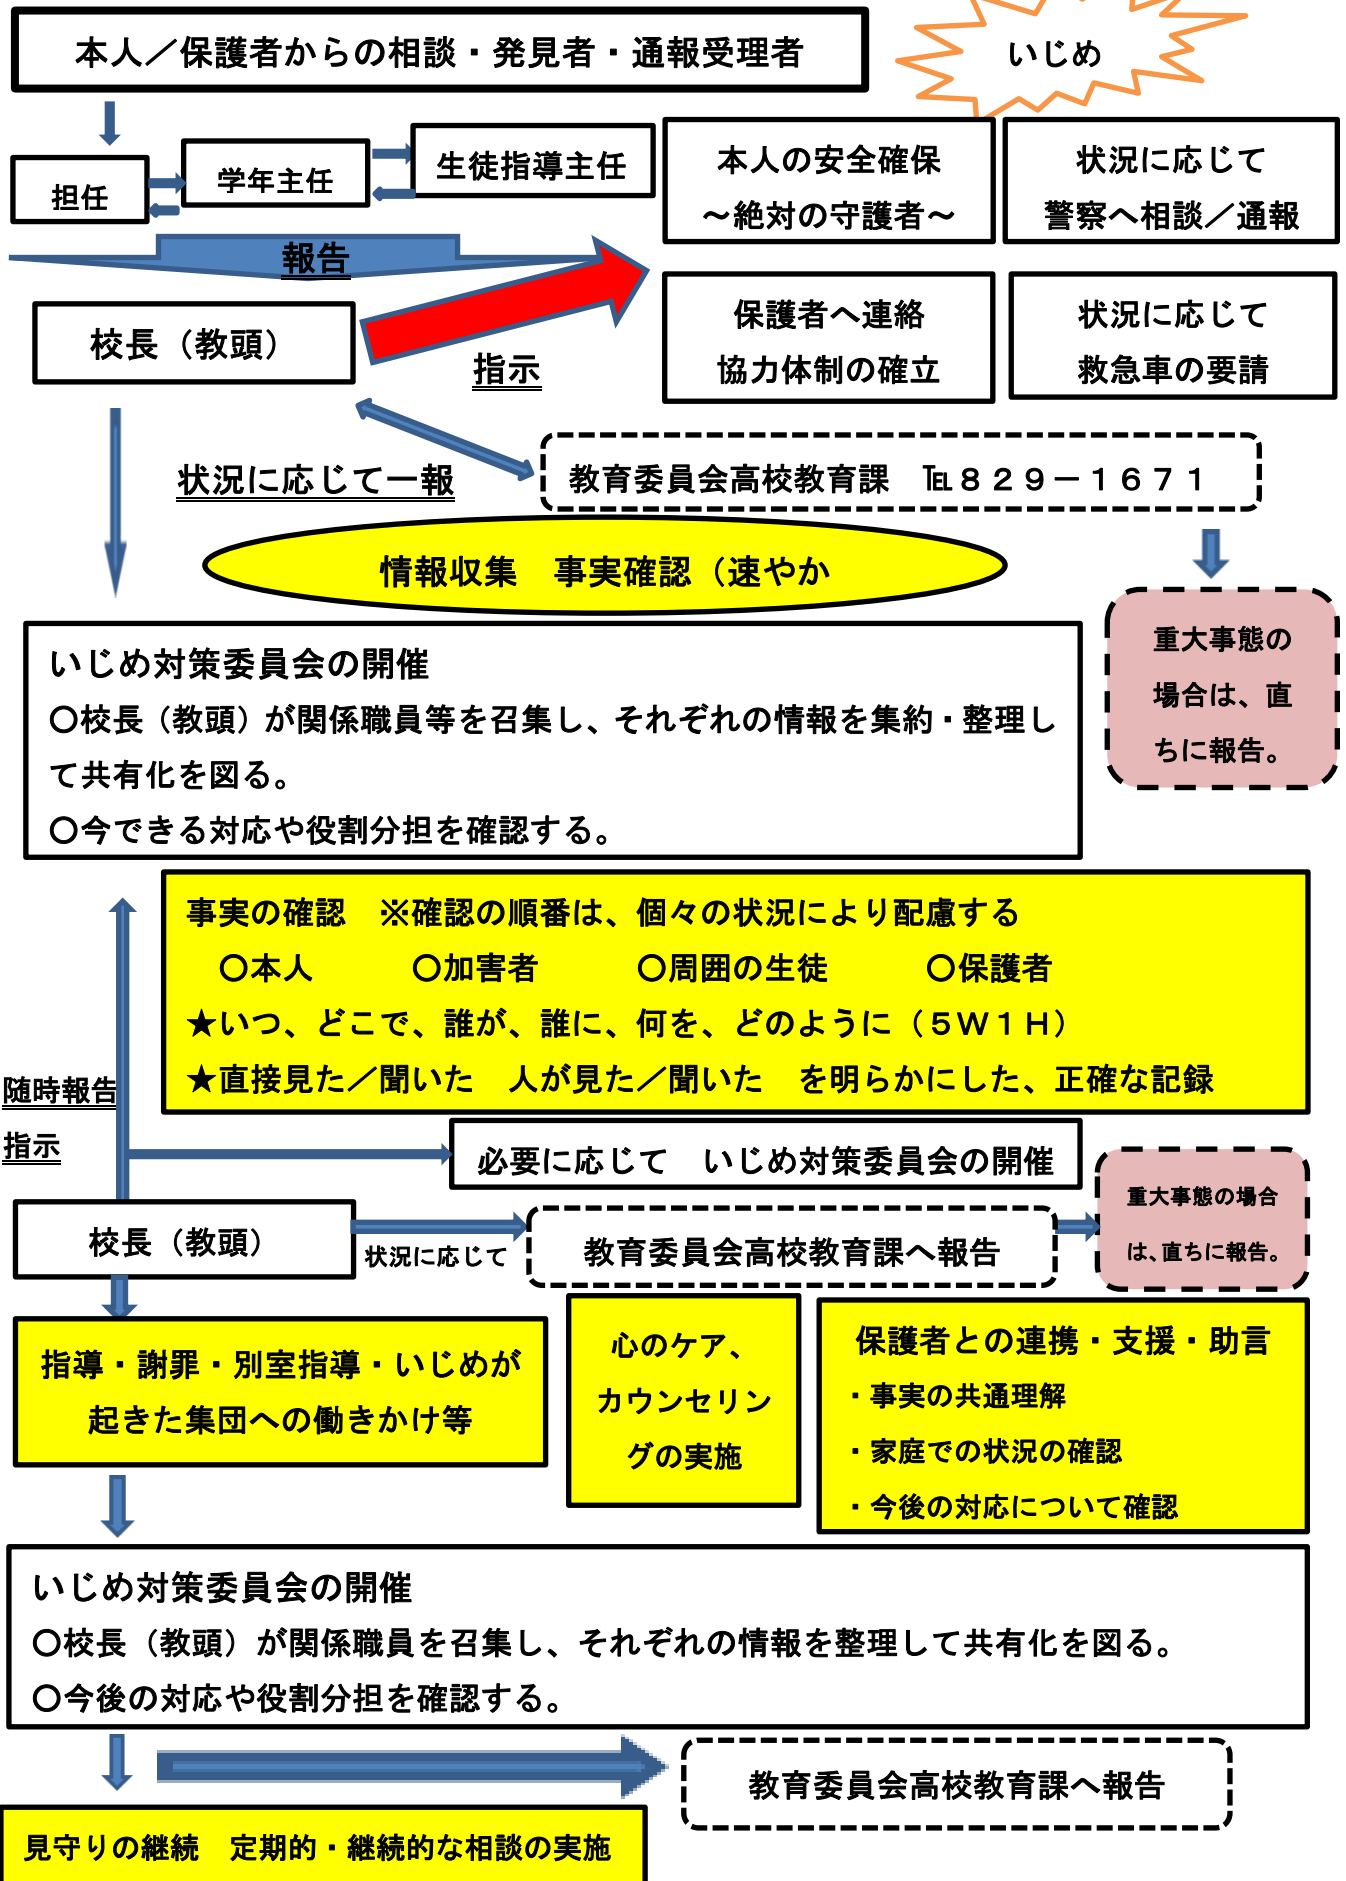 本人／保護者からの相談・発見者・通報受理者
いじめ
担任
学年主任
生徒指導主任
本人の安全確保
～絶対の守護者～
状況に応じて
警察へ相談／通報
報告
校長（教頭）
指示
保護者へ連絡
協力体制の確立
状況に応じて
救急車の要請
状況に応じて一報
教育委員会高校教育課　℡８２９－１６７１
情報収集　事実確認（速やか
重大事態の
場合は、直
ちに報告。
いじめ対策委員会の開催
○校長（教頭）が関係職員等を召集し、それぞれの情報を集約・整理し
て共有化を図る。
○今できる対応や役割分担を確認する。
事実の確認　※確認の順番は、個々の状況により配慮する
○本人　○加害者　○周囲の生徒　○保護者
★いつ、どこで、誰が、誰に、何を、どのように（５Ｗ１Ｈ）
★直接見た／聞いた　人が見た／聞いた　を明らかにした、正確な記録
随時報告
指示
必要に応じて　いじめ対策委員会の開催
校長（教頭）
状況に応じて
教育委員会高校教育課へ報告
重大事態の場合
は、直ちに報告。
指導・謝罪・別室指導・いじめが
起きた集団への働きかけ等
心のケア、
カウンセリン
グの実施
保護者との連携・支援・助言
・事実の共通理解
・家庭での状況の確認
・今後の対応について確認
いじめ対策委員会の開催
○校長（教頭）が関係職員を召集し、それぞれの情報を整理して共有化を図る。
○今後の対応や役割分担を確認する。
教育委員会高校教育課へ報告
見守りの継続　定期的・継続的な相談の実施